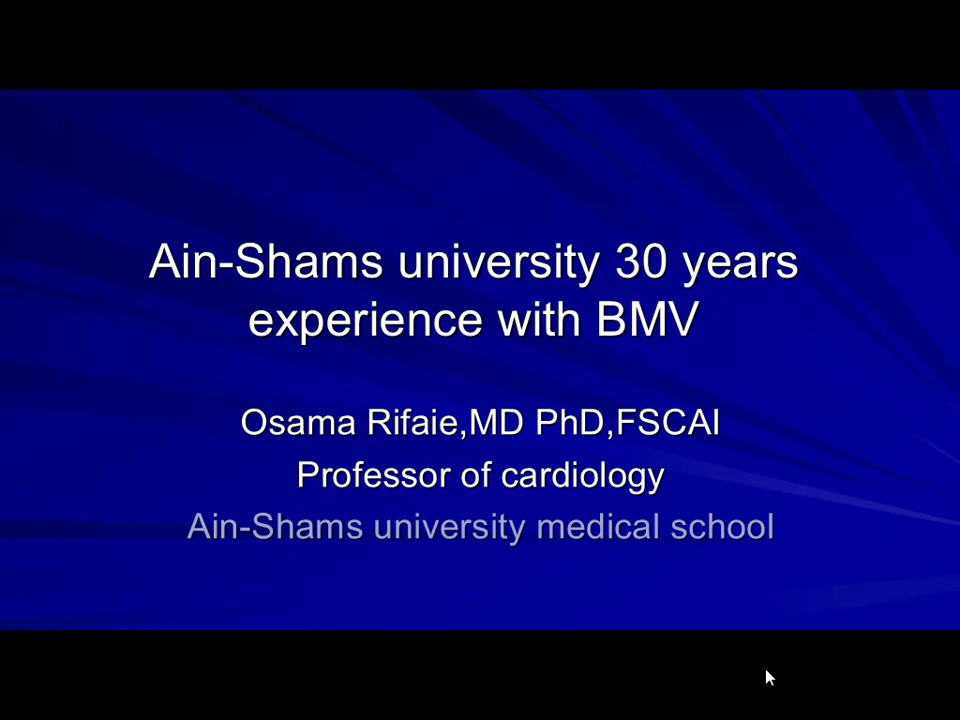 Ain-Shams university 30 years
experience with BMV
Osama Rifaie,MD PhD,FSCAI
Professor of cardiology
Ain-Shams university medical school